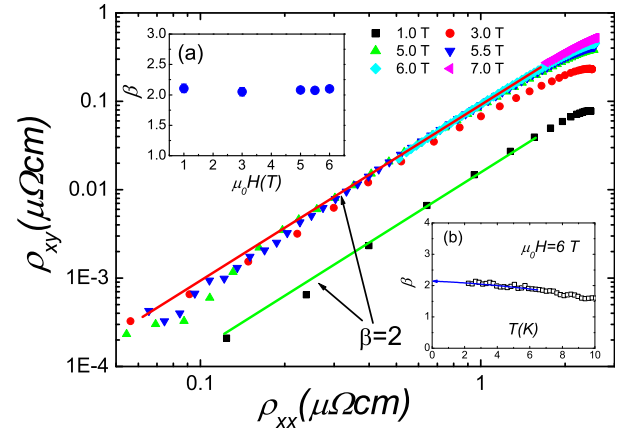 (a)
3.0
2.5
2.0
1.5
1.0
β
1 2 3 4 5 6
μ₀H(T)
1.0 T 3.0 T
5.0 T 5.5 T
6.0 T 7.0 T
1
0.1
0.01
1E-3
1E-4
ρxy(μΩcm)
β=2
(b)
μ₀H=6 T
4
3
2
1
0
β
0 2 4 6 8 10
T(K)
0.1 1
ρxx(μΩcm)